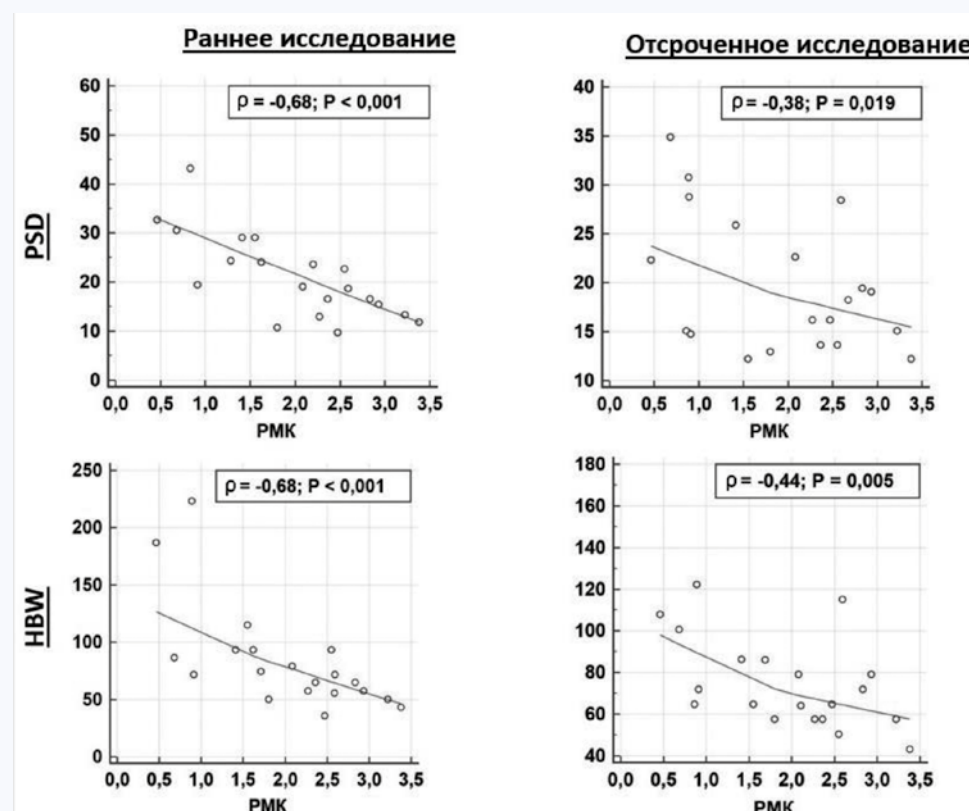 Раннее исследование
Отсроченное исследование
PSD
ρ = -0,68; P < 0,001
60
50
40
30
20
10
0
0,0 0,5 1,0 1,5 2,0 2,5 3,0 3,5
РМК
ρ = -0,38; P = 0,019
40
35
30
25
20
15
10
0,0 0,5 1,0 1,5 2,0 2,5 3,0 3,5
РМК
HBW
ρ = -0,68; P < 0,001
250
200
150
100
50
0
0,0 0,5 1,0 1,5 2,0 2,5 3,0 3,5
РМК
ρ = -0,44; P = 0,005
180
160
140
120
100
80
60
40
0,0 0,5 1,0 1,5 2,0 2,5 3,0 3,5
РМК